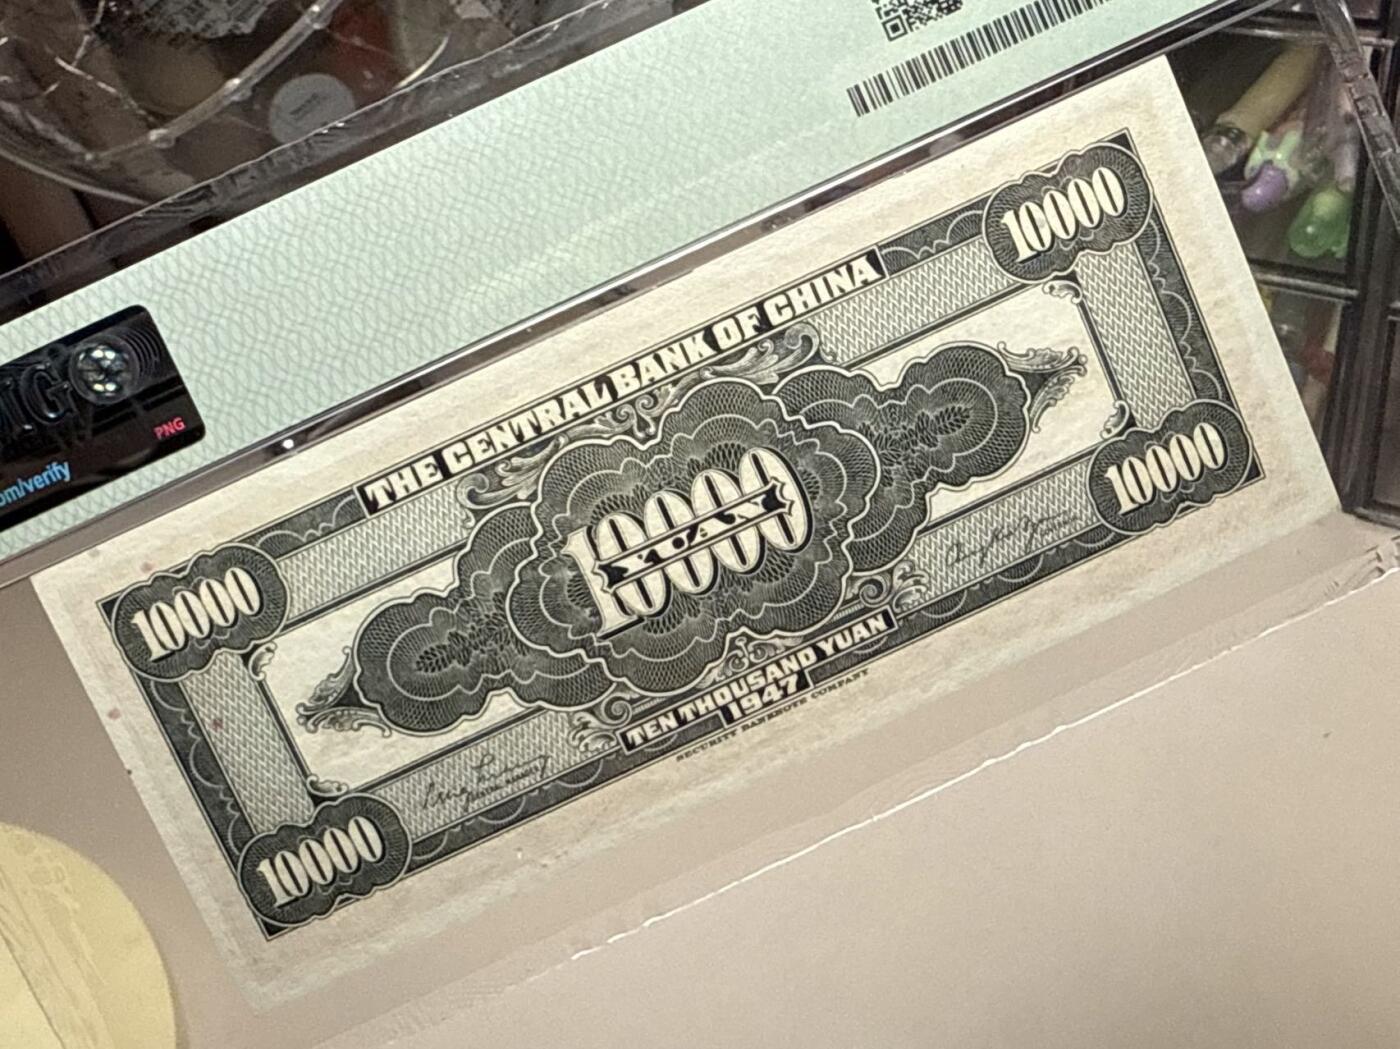 PNG
om/verify
THE CENTRAL BANK OF CHINA
10000
10000
10000
YUAN
10000
10000
TEN THOUSAND YUAN
1947
SECURITY BANKNOTE COMPANY